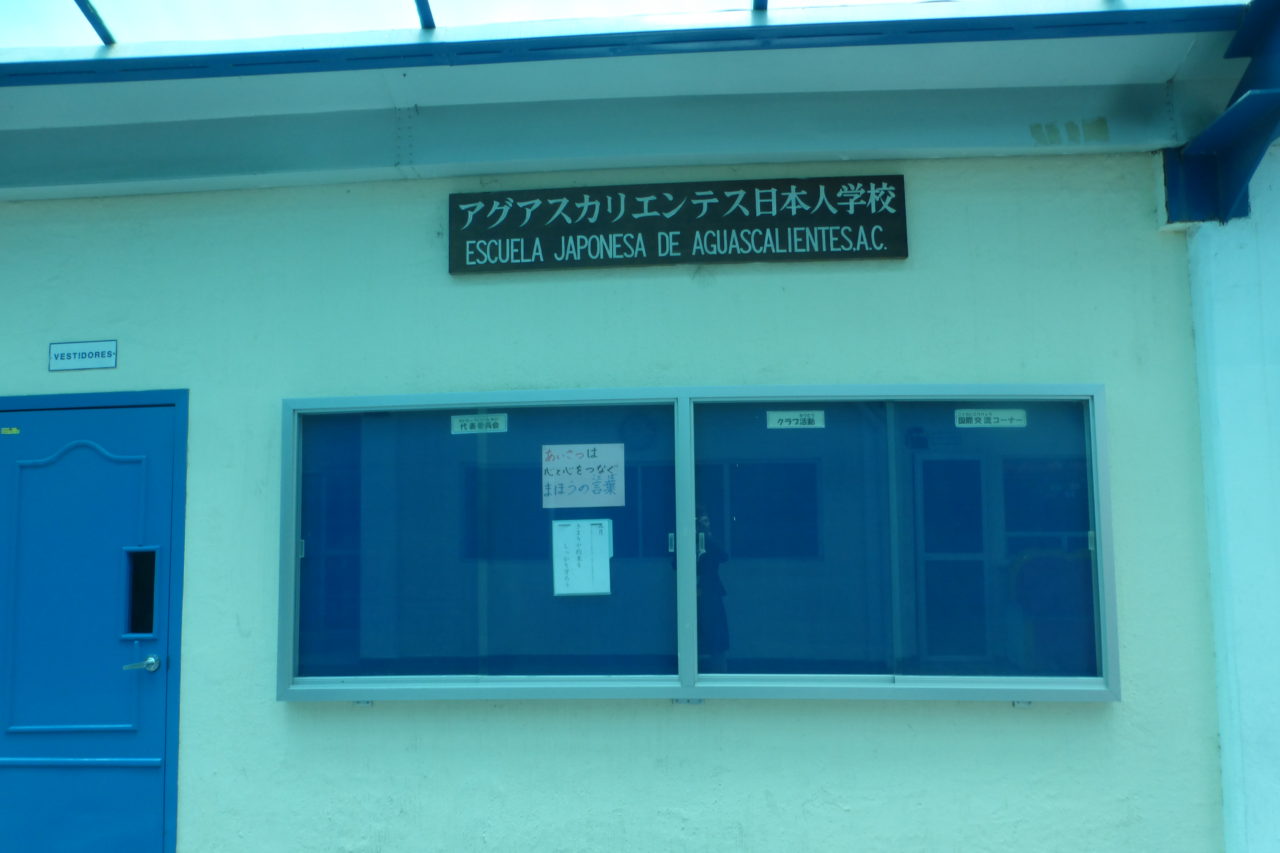 アグアスカリエンテス日本人学校
ESCUELA JAPONESA DE AGUASCALIENTES,A.C.
VESTIDORES
代表委員会
クラブ活動
国際交流コーナー
あいさつは
心と心をつなぐ
まほうの言葉